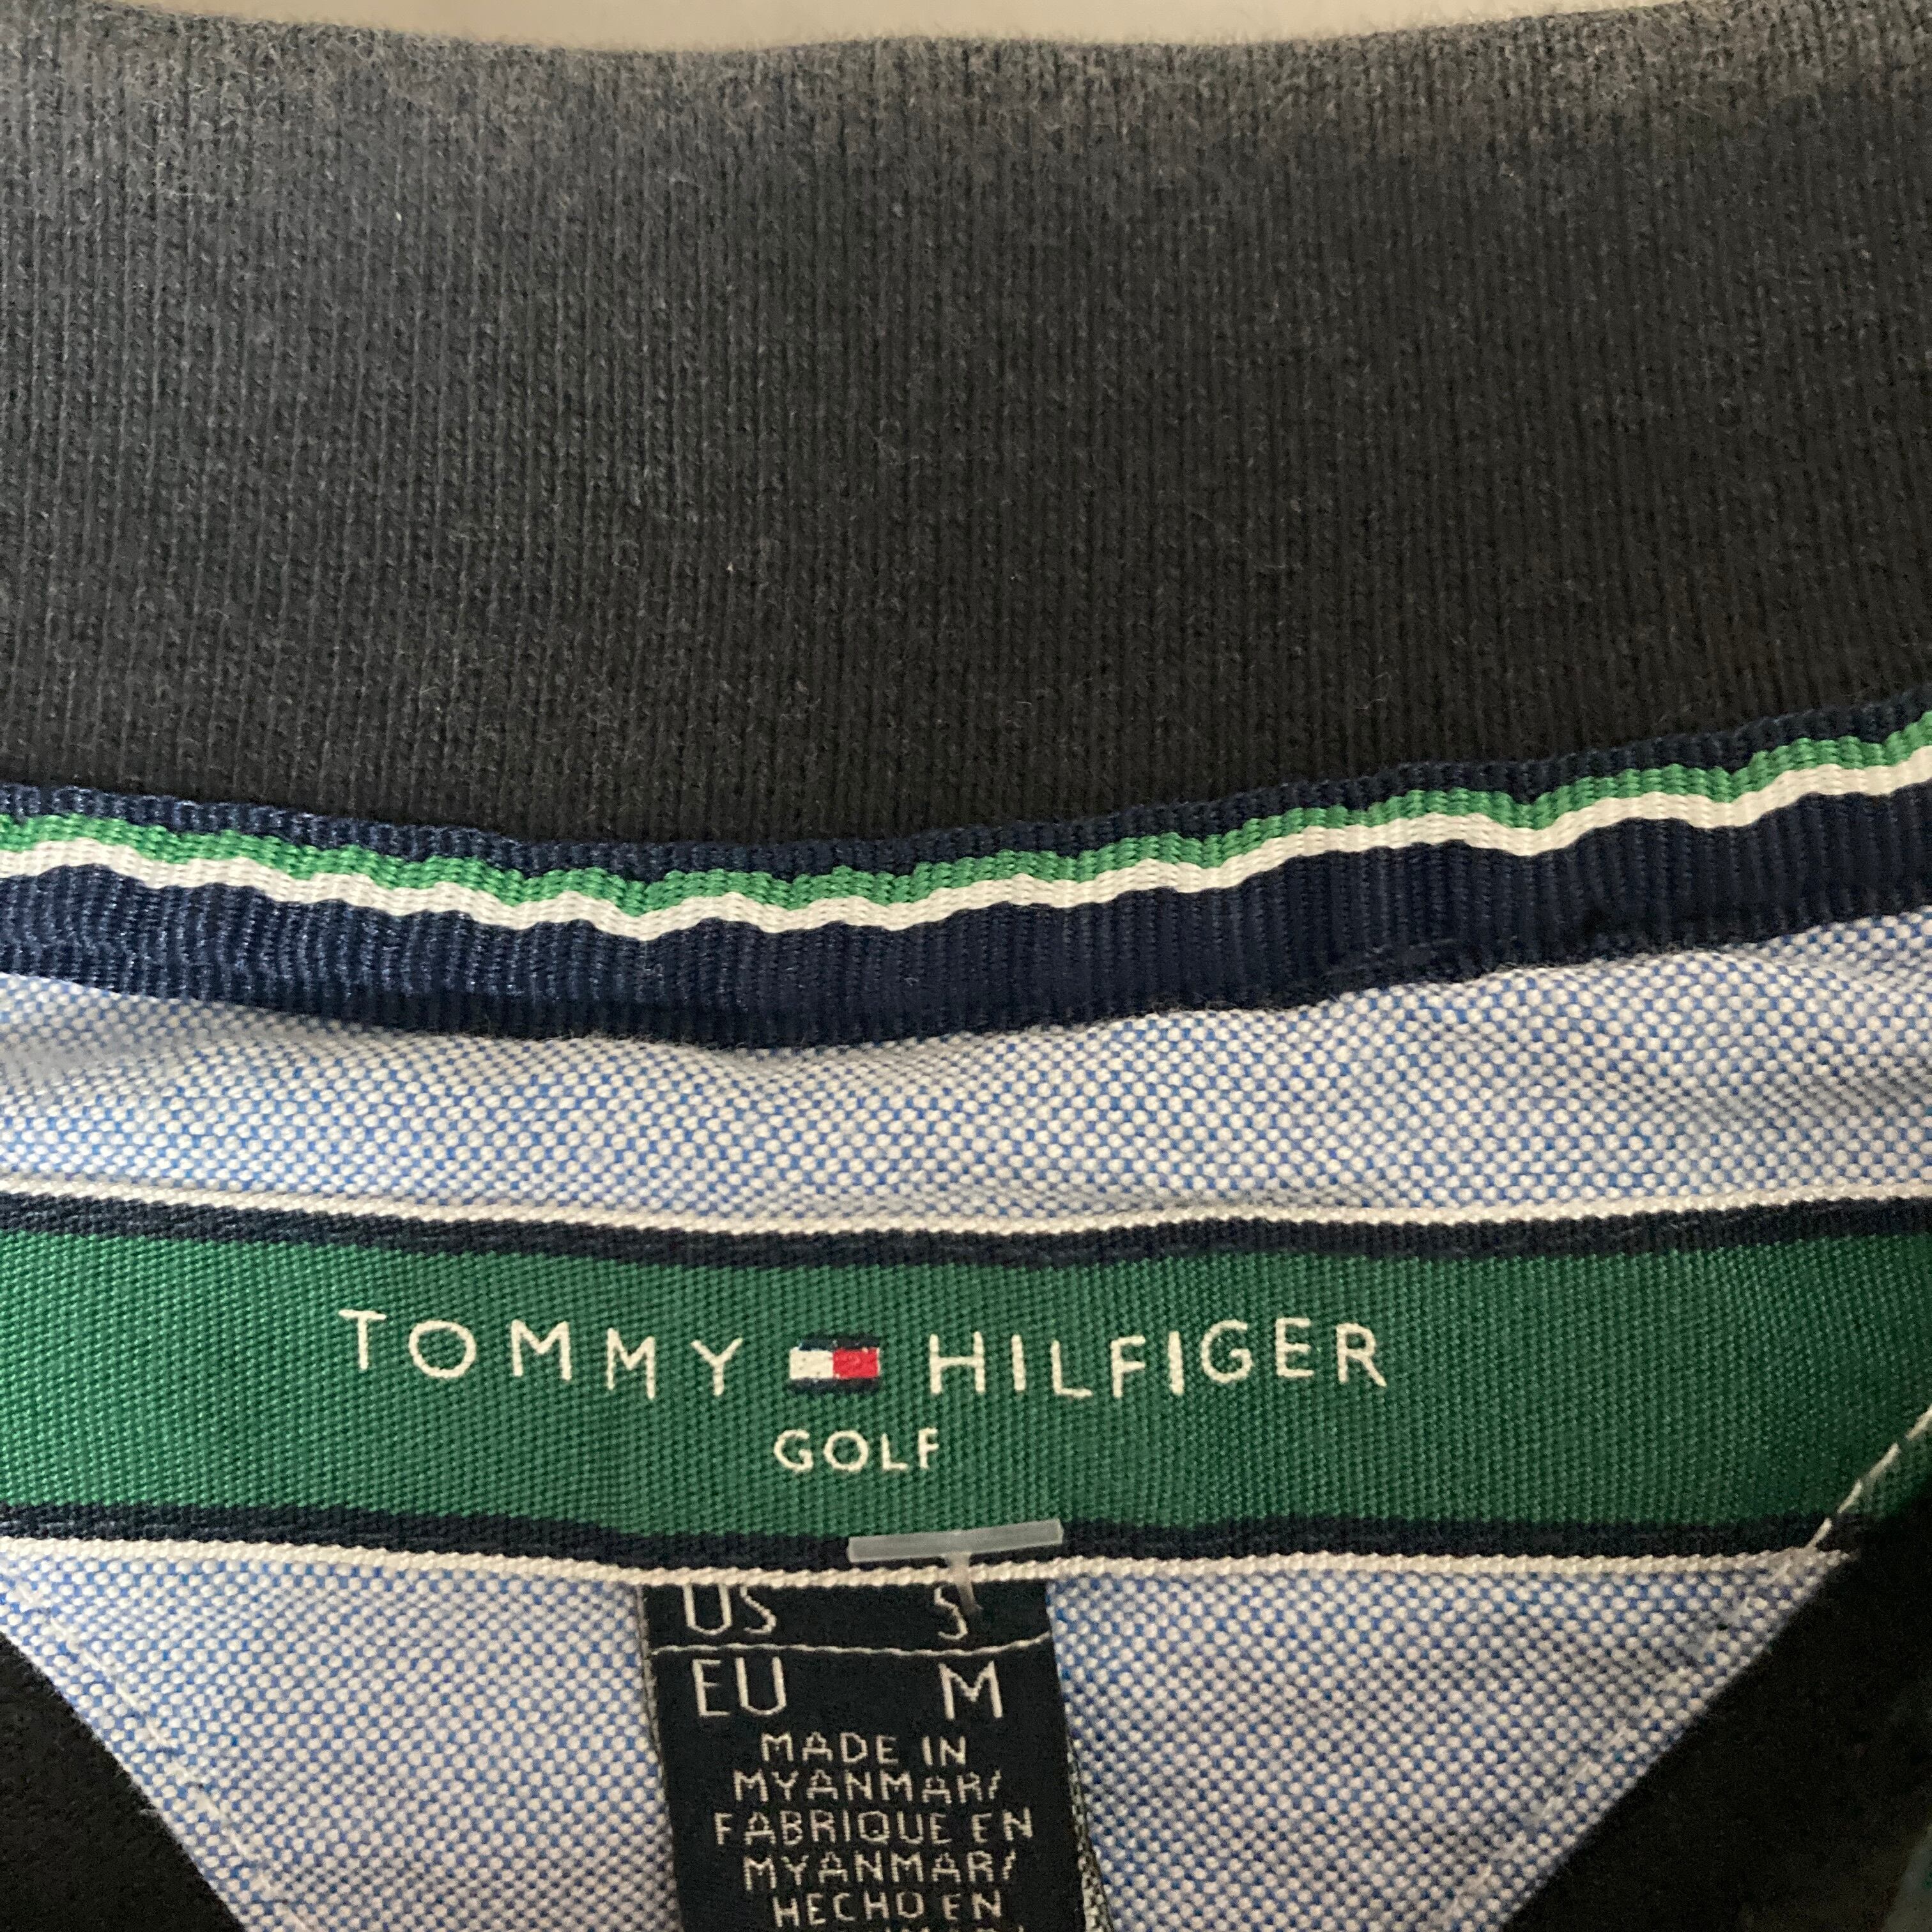 TOMMY HILFIGER
GOLF
US S
EU M
MADE IN
MYANMAR/
FABRIQUE EN
MYANMAR/
HECHO EN